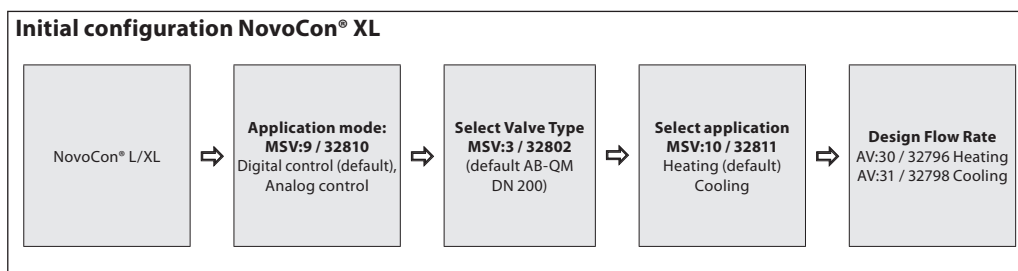 Initial configuration NovoCon® XL
NovoCon® L/XL
Application mode:
MSV:9 / 32810
Digital control (default),
Analog control
Select Valve Type
MSV:3 / 32802
(default AB-QM
DN 200)
Select application
MSV:10 / 32811
Heating (default)
Cooling
Design Flow Rate
AV:30 / 32796 Heating
AV:31 / 32798 Cooling